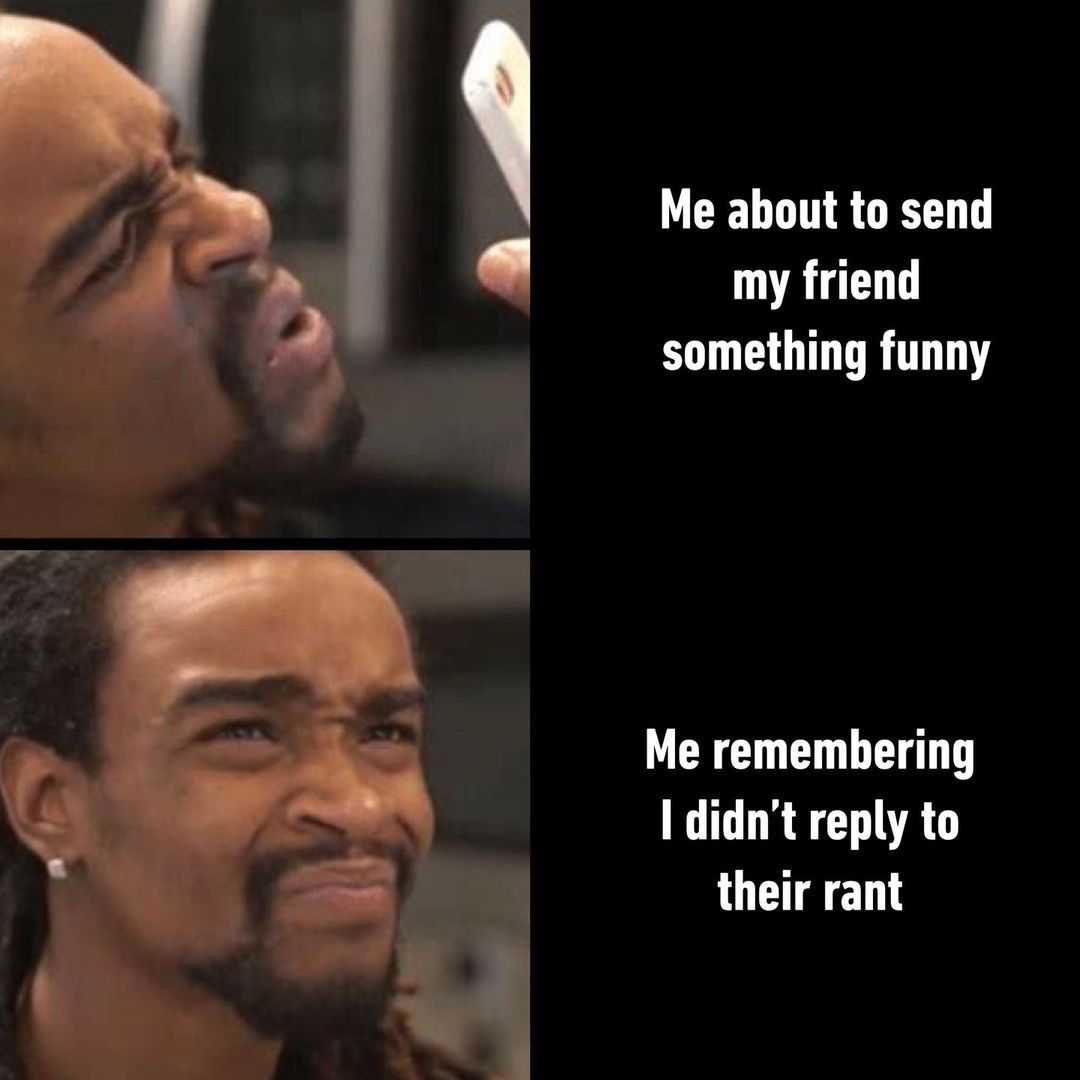 Me about to send
my friend
something funny
Me remembering
I didn’t reply to
their rant